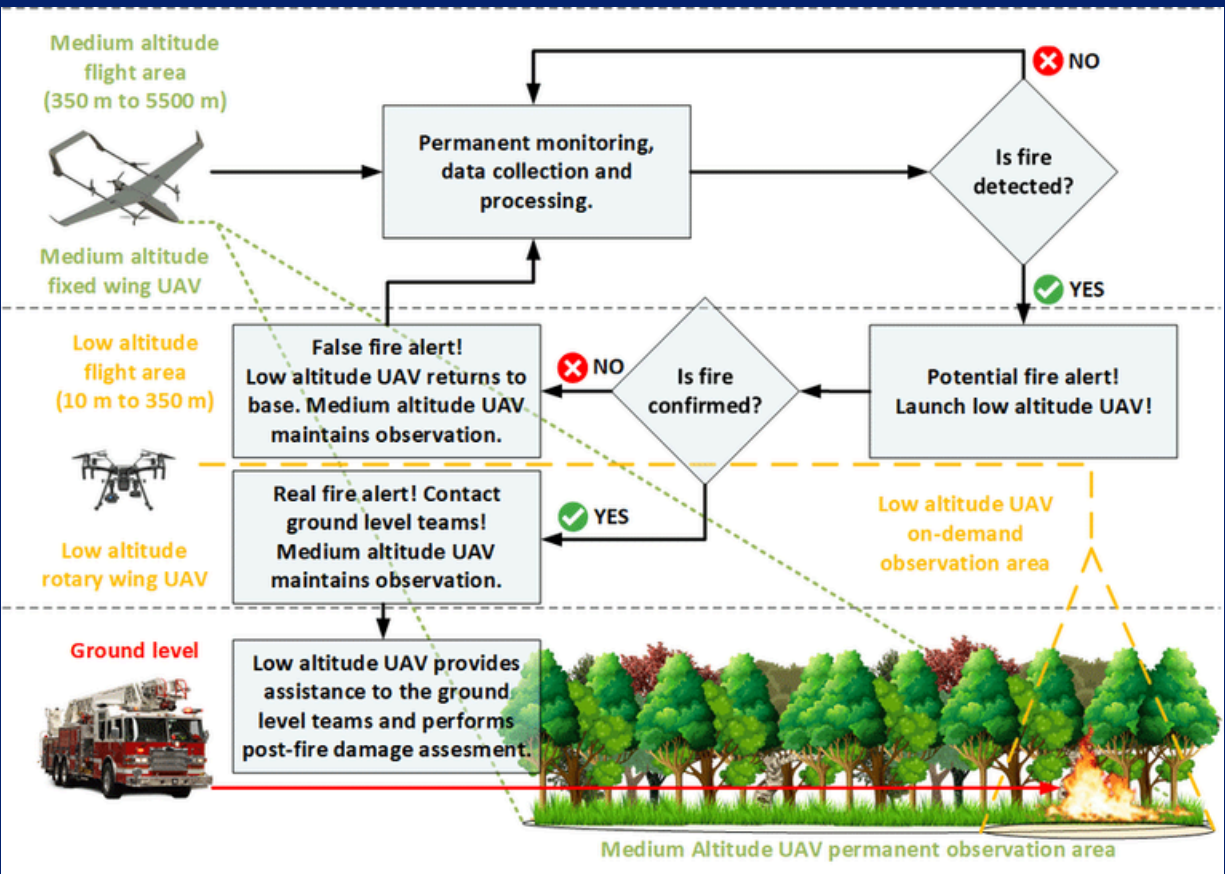 Medium altitude
flight area
(350 m to 5500 m)
Medium altitude
fixed wing UAV
Permanent monitoring,
data collection and
processing.
Is fire
detected?
NO
YES
Low altitude
flight area
(10 m to 350 m)
Low altitude
rotary wing UAV
Potential fire alert!
Launch low altitude UAV!
Is fire
confirmed?
NO
False fire alert!
Low altitude UAV returns to
base. Medium altitude UAV
maintains observation.
YES
Real fire alert! Contact
ground level teams!
Medium altitude UAV
maintains observation.
Low altitude UAV
on-demand
observation area
Ground level
Low altitude UAV provides
assistance to the ground
level teams and performs
post-fire damage assesment.
Medium Altitude UAV permanent observation area